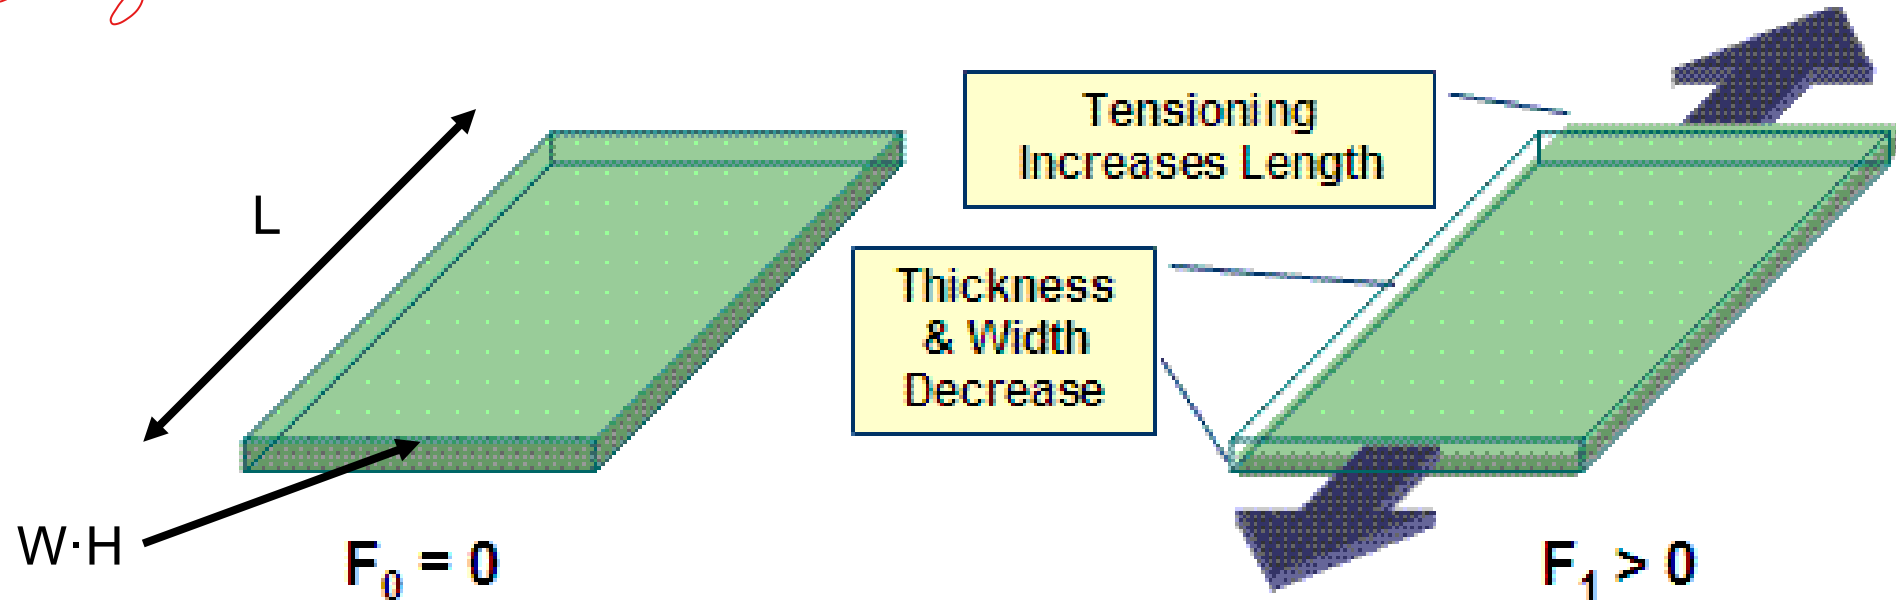 L
W·H
F₀ = 0
Tensioning
Increases Length
Thickness
& Width
Decrease
F₁ > 0